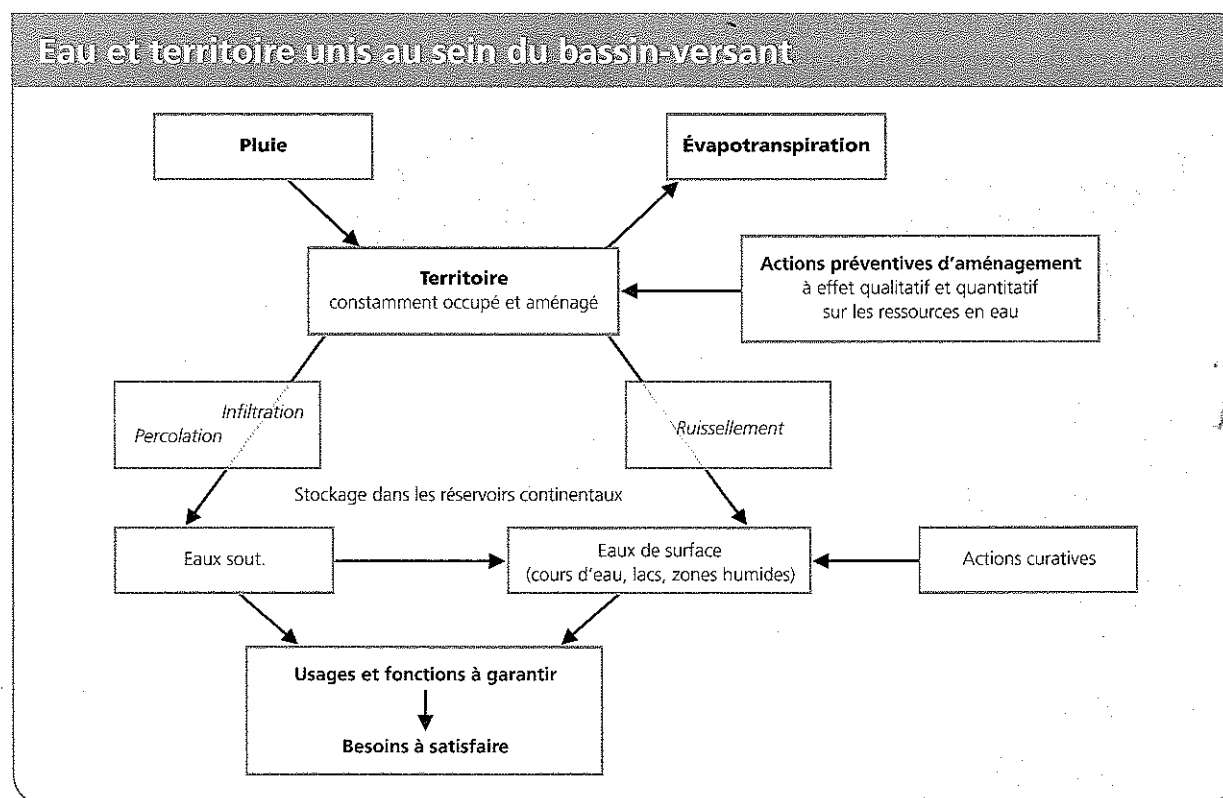 Eau et territoire unis au sein du bassin-versant
Pluie
Évapotranspiration
Territoire
constamment occupé et aménagé
Actions préventives d'aménagement
à effet qualitatif et quantitatif
sur les ressources en eau
Infiltration
Percolation
Ruissellement
Stockage dans les réservoirs continentaux
Eaux sout.
Eaux de surface
(cours d'eau, lacs, zones humides)
Actions curatives
Usages et fonctions à garantir
Besoins à satisfaire